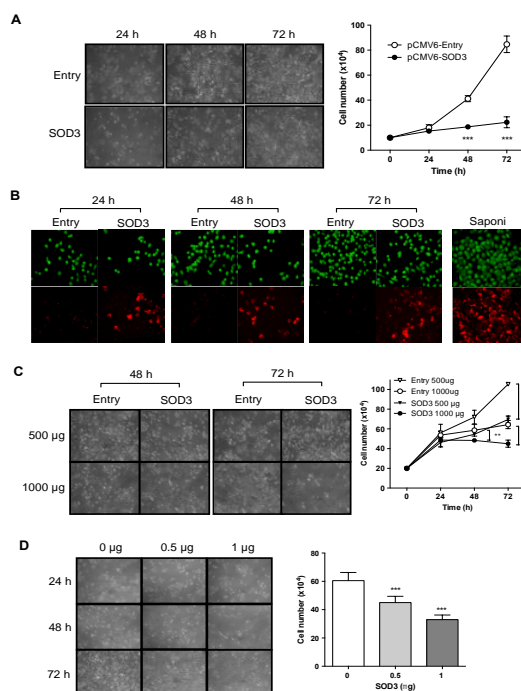 A
24 h 48 h 72 h
Entry
SOD3
pCMV6-Entry
pCMV6-SOD3
Cell number (x10⁴)
100
80
60
40
20
0
***
***
0 24 48 72
Time (h)
B
24 h 48 h 72 h
Entry SOD3 Entry SOD3 Entry SOD3 Saponi
C
48 h 72 h
Entry SOD3 Entry SOD3
500 µg
1000 µg
Entry 500ug
Entry 1000ug
SOD3 500 µg
SOD3 1000 µg
Cell number (x10⁴)
100
80
60
40
20
0
**
0 24 48 72
Time (h)
D
0 µg 0.5 µg 1 µg
24 h
48 h
72 h
Cell number (x10⁴)
80
60
40
20
0
***
***
0 0.5 1